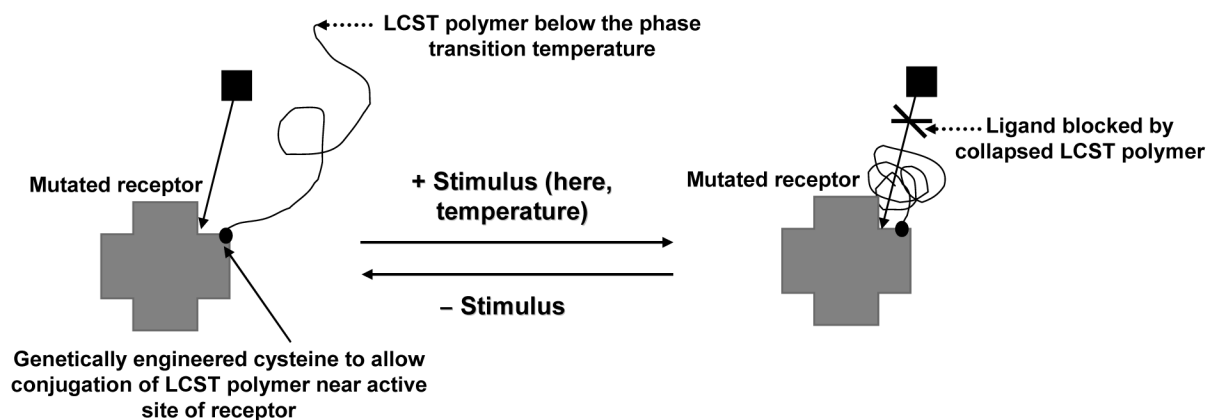 LCST polymer below the phase
transition temperature
Mutated receptor
Genetically engineered cysteine to allow
conjugation of LCST polymer near active
site of receptor
+ Stimulus (here,
temperature)
– Stimulus
Ligand blocked by
collapsed LCST polymer
Mutated receptor